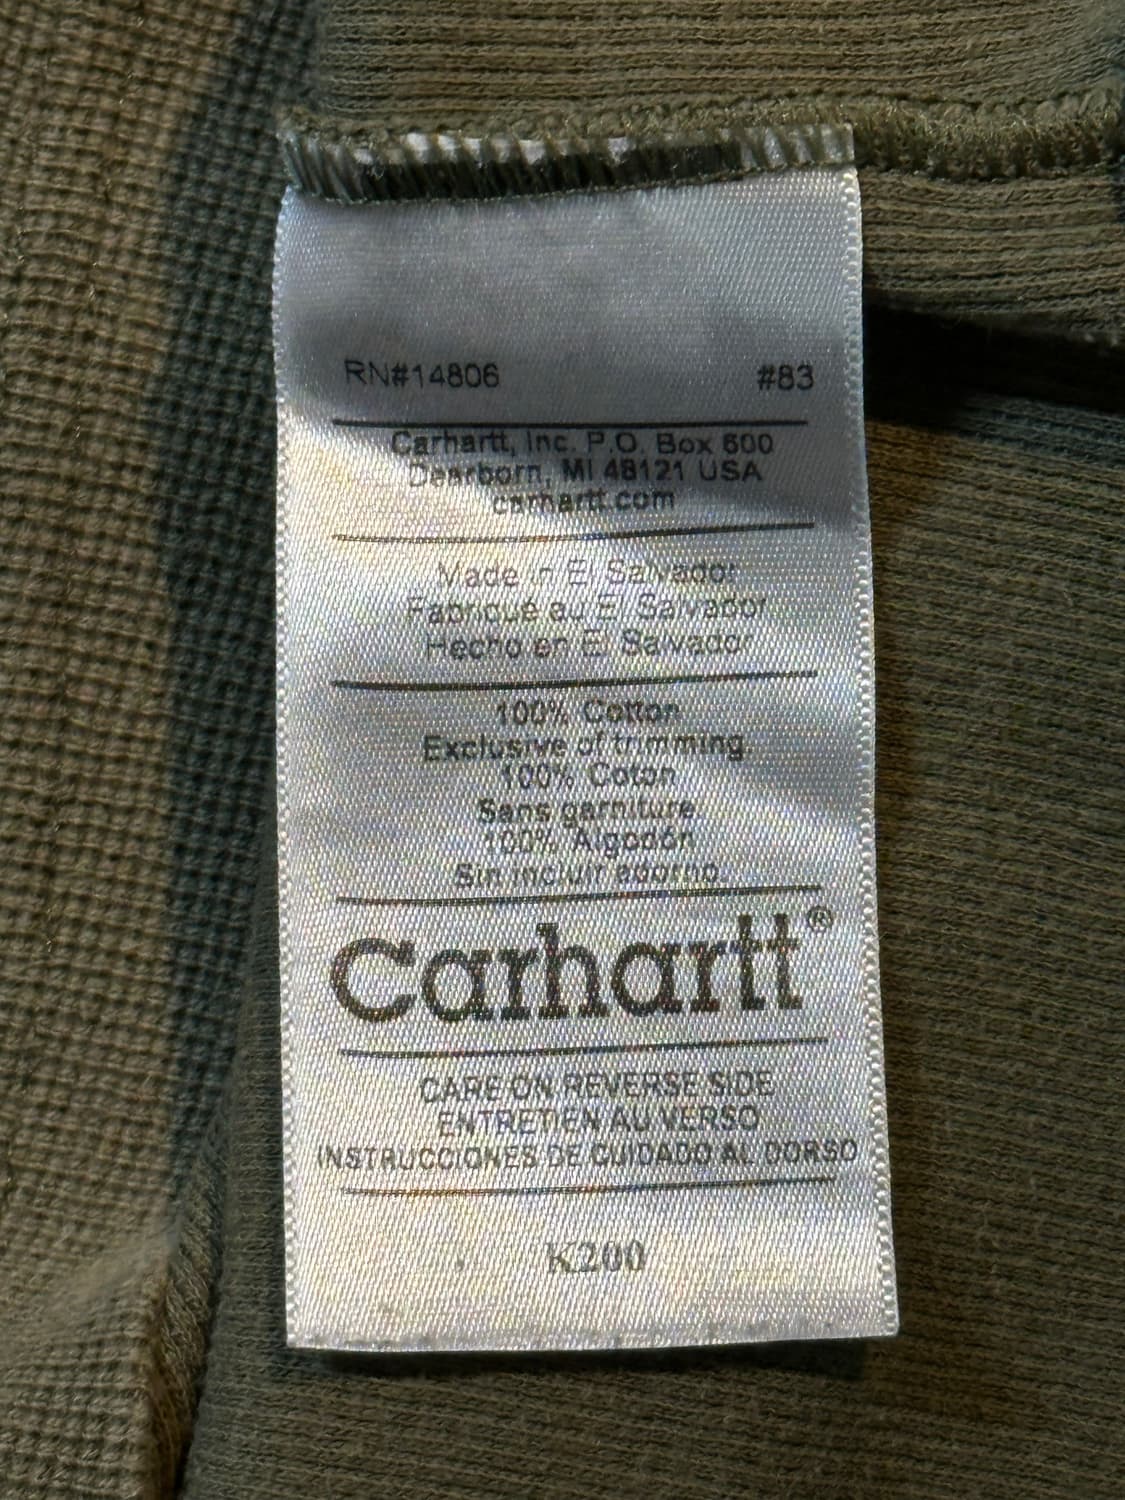 RN#14806 #83
Carhartt, Inc. P.O. Box 600
Dearborn, MI 48121 USA
carhartt.com
Made in El Salvador
Fabriqué au El Salvador
Hecho en El Salvador
100% Cotton
Exclusive of trimming
100% Coton
Sans garniture
100% Algodón
Sin incluir adorno.
carhartt®
CARE ON REVERSE SIDE
ENTRETIEN AU VERSO
INSTRUCCIONES DE CUIDADO AL DORSO
K200